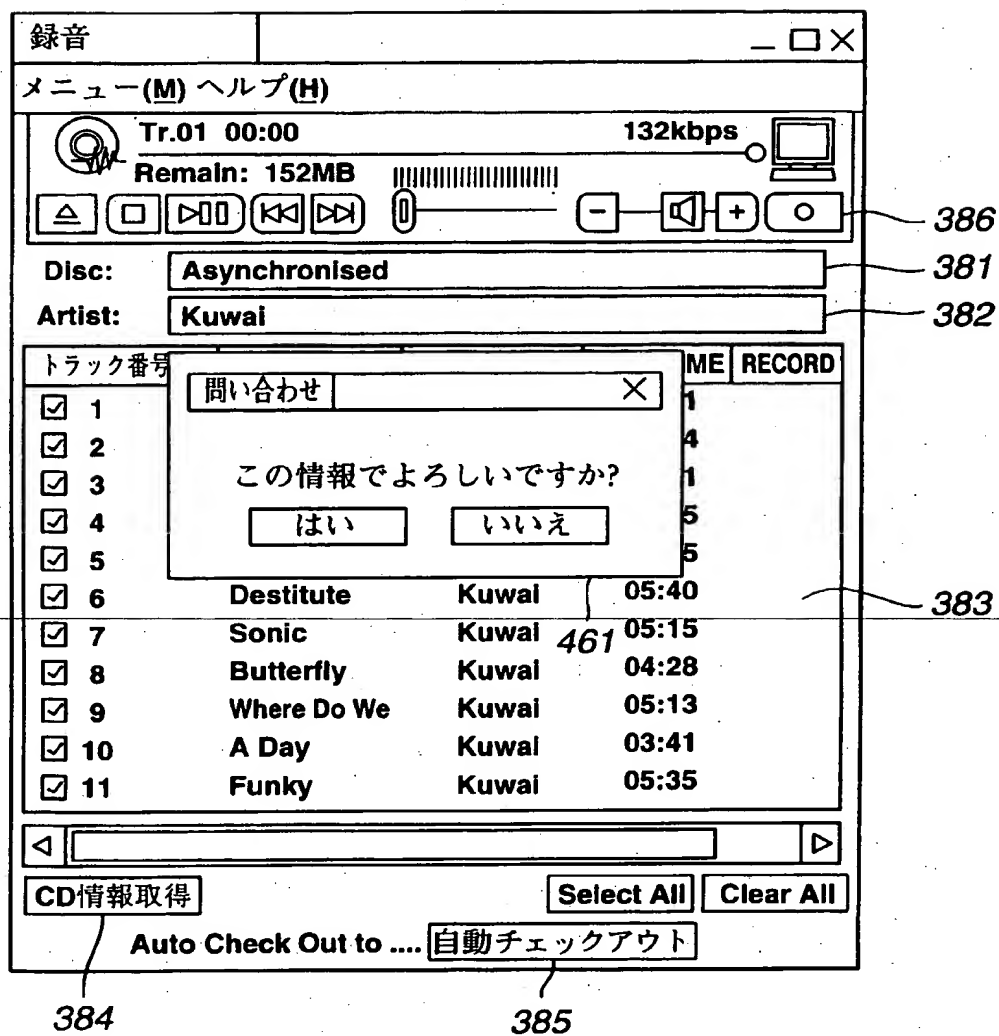 録音
メニュー(M) ヘルプ(H)
Tr.01 00:00 132kbps
Remain: 152MB
386
Disc: Asynchronised 381
Artist: Kuwai 382
トラック番号 ME RECORD
問い合わせ
1 1
2 4
この情報でよろしいですか?
3 1
はい いいえ
4 5
5 5
6 Destitute Kuwai 05:40
383
7 Sonic Kuwai 05:15
461
8 Butterfly Kuwai 04:28
9 Where Do We Kuwai 05:13
10 A Day Kuwai 03:41
11 Funky Kuwai 05:35
CD情報取得 Select All Clear All
Auto Check Out to .... 自動チェックアウト
384 385